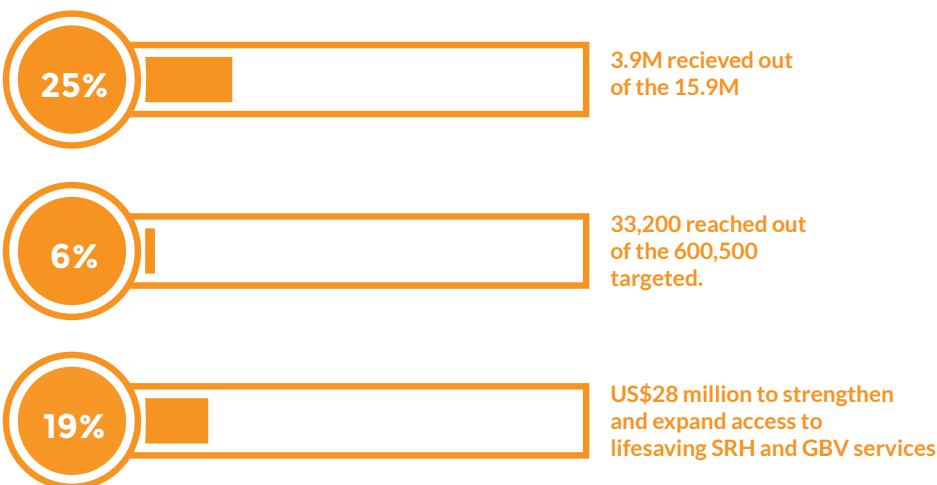 25%
3.9M recieved out
of the 15.9M
6%
33,200 reached out
of the 600,500
targeted.
19%
US$28 million to strengthen
and expand access to
lifesaving SRH and GBV services